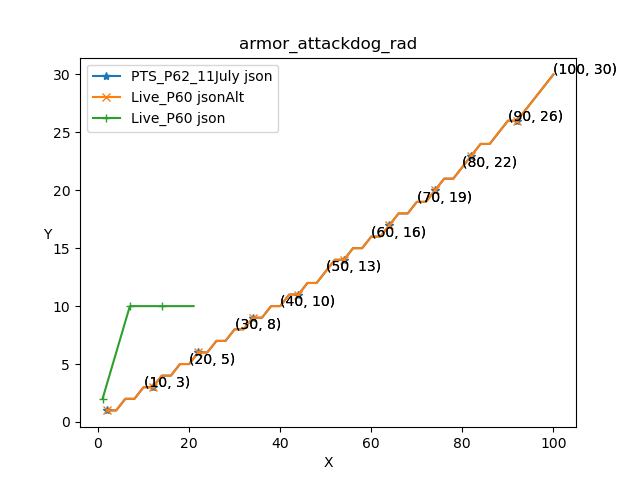 armor_attackdog_rad
PTS_P62_11July json
Live_P60 jsonAlt
Live_P60 json
(100, 30)
(90, 26)
(80, 22)
(70, 19)
(60, 16)
(50, 13)
(40, 10)
(30, 8)
(20, 5)
(10, 3)
Y
30
25
20
15
10
5
0
0 20 40 60 80 100
X